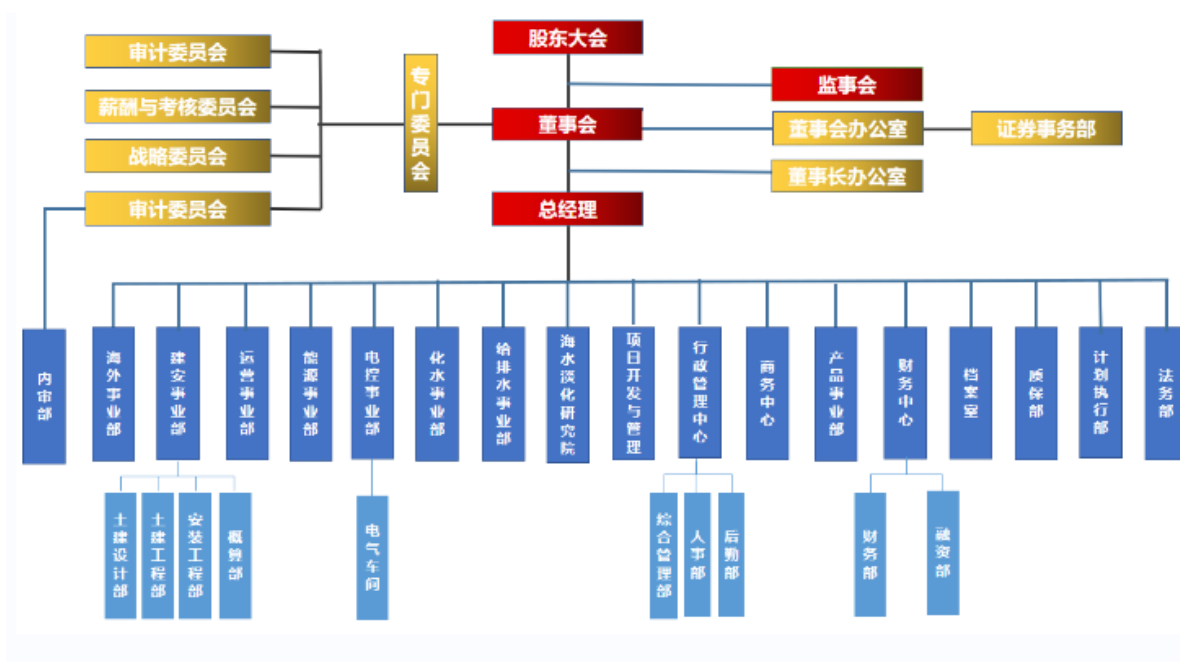 股东大会
审计委员会
薪酬与考核委员会
战略委员会
审计委员会
专门委员会
董事会
监事会
董事会办公室
证券事务部
董事长办公室
总经理
内审部
海外事业部
建安事业部
运营事业部
能源事业部
电控事业部
化水事业部
给排水事业部
海水淡化研究院
项目开发与管理
行政管理中心
商务中心
产品事业部
财务中心
档案室
质保部
计划执行部
法务部
土建设计部
土建工程部
安装工程部
概算部
电气车间
综合管理部
人事部
后勤部
财务部
融资部